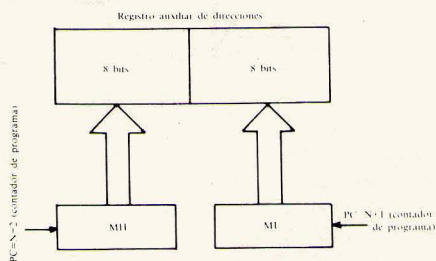 Registro auxiliar de direcciones
8 bits
8 bits
PC=N+2 (contador de programa)
MH
ML
PC N+1 (contador
de programa)